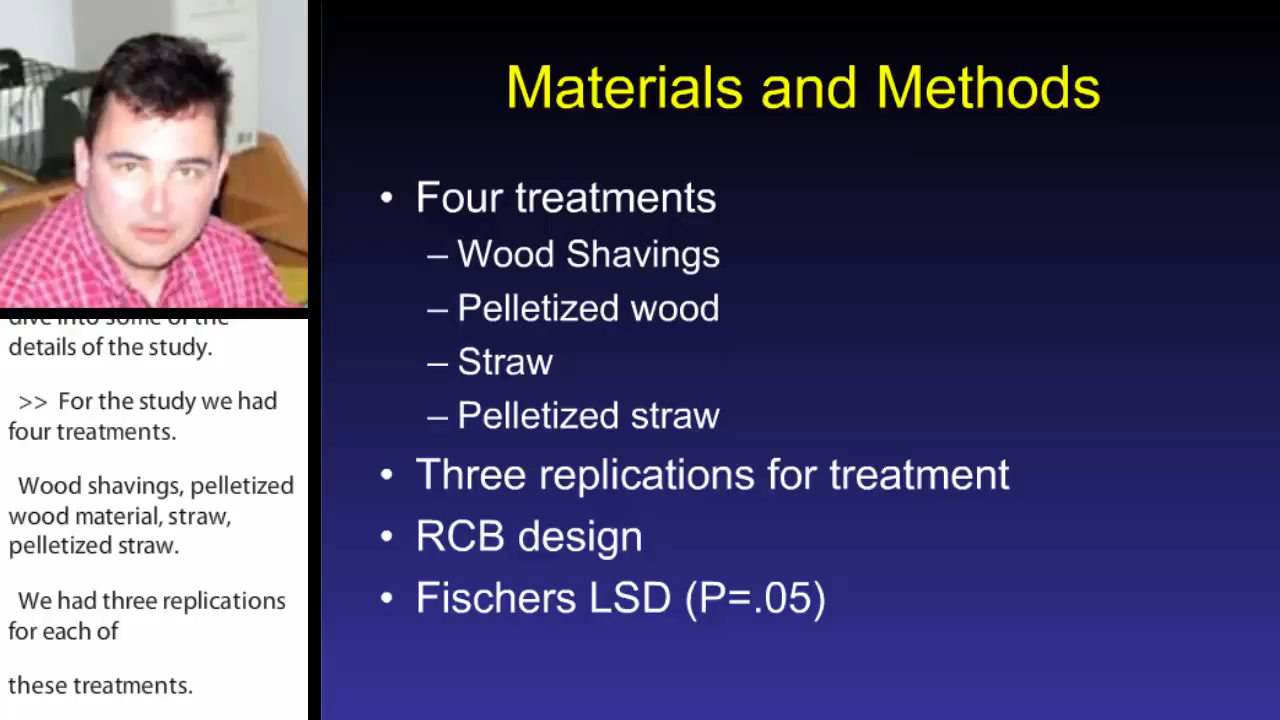 Materials and Methods
• Four treatments
– Wood Shavings
– Pelletized wood
– Straw
– Pelletized straw
• Three replications for treatment
• RCB design
• Fischers LSD (P=.05)
dive into some of the
details of the study.
>> For the study we had
four treatments.
Wood shavings, pelletized
wood material, straw,
pelletized straw.
We had three replications
for each of
these treatments.